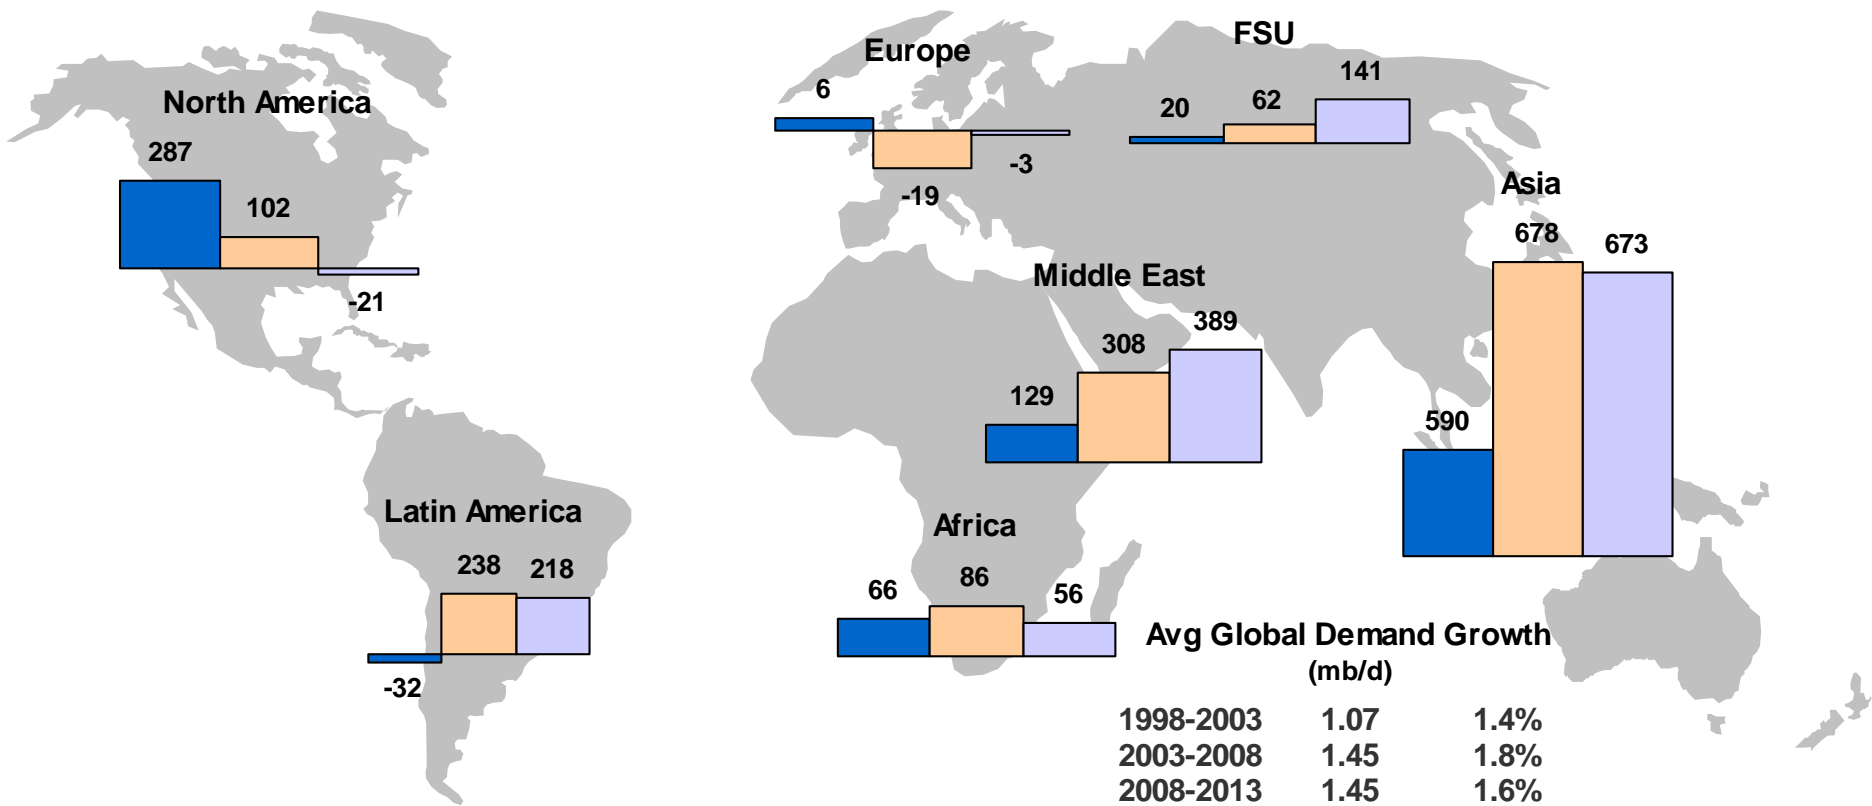 FSU
Europe
141
6
North America
20
62
287
-3
Asia
-19
102
678
673
Middle East
-21
389
308
129
590
Latin America
Africa
238
218
66
86
56
-32
Avg Global Demand Growth
(mb/d)
1998-2003 1.07 1.4%
2003-2008 1.45 1.8%
2008-2013 1.45 1.6%